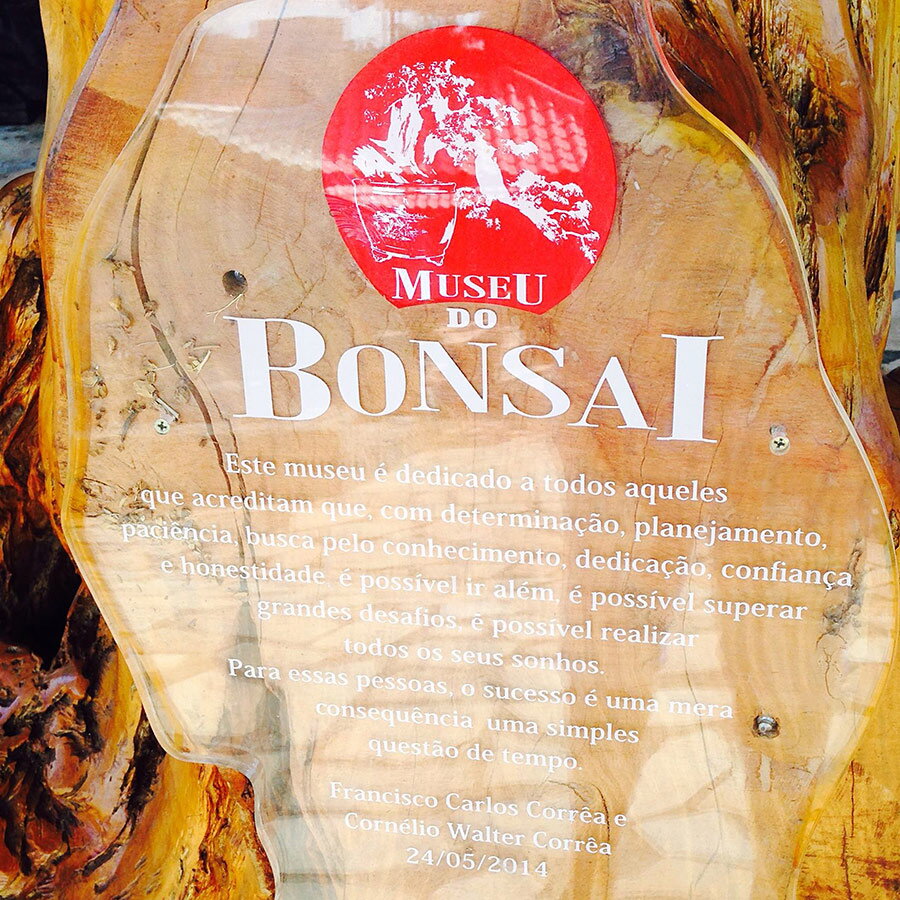 MUSEU
DO
BONSAI
Este museu é dedicado a todos aqueles
que acreditam que, com determinação, planejamento,
paciência, busca pelo conhecimento, dedicação, confiança
e honestidade, é possível ir além, é possível superar
grandes desafios, é possível realizar
todos os seus sonhos.
Para essas pessoas, o sucesso é uma mera
consequência uma simples
questão de tempo.
Francisco Carlos Corrêa e
Cornélio Walter Corrêa
24/05/2014